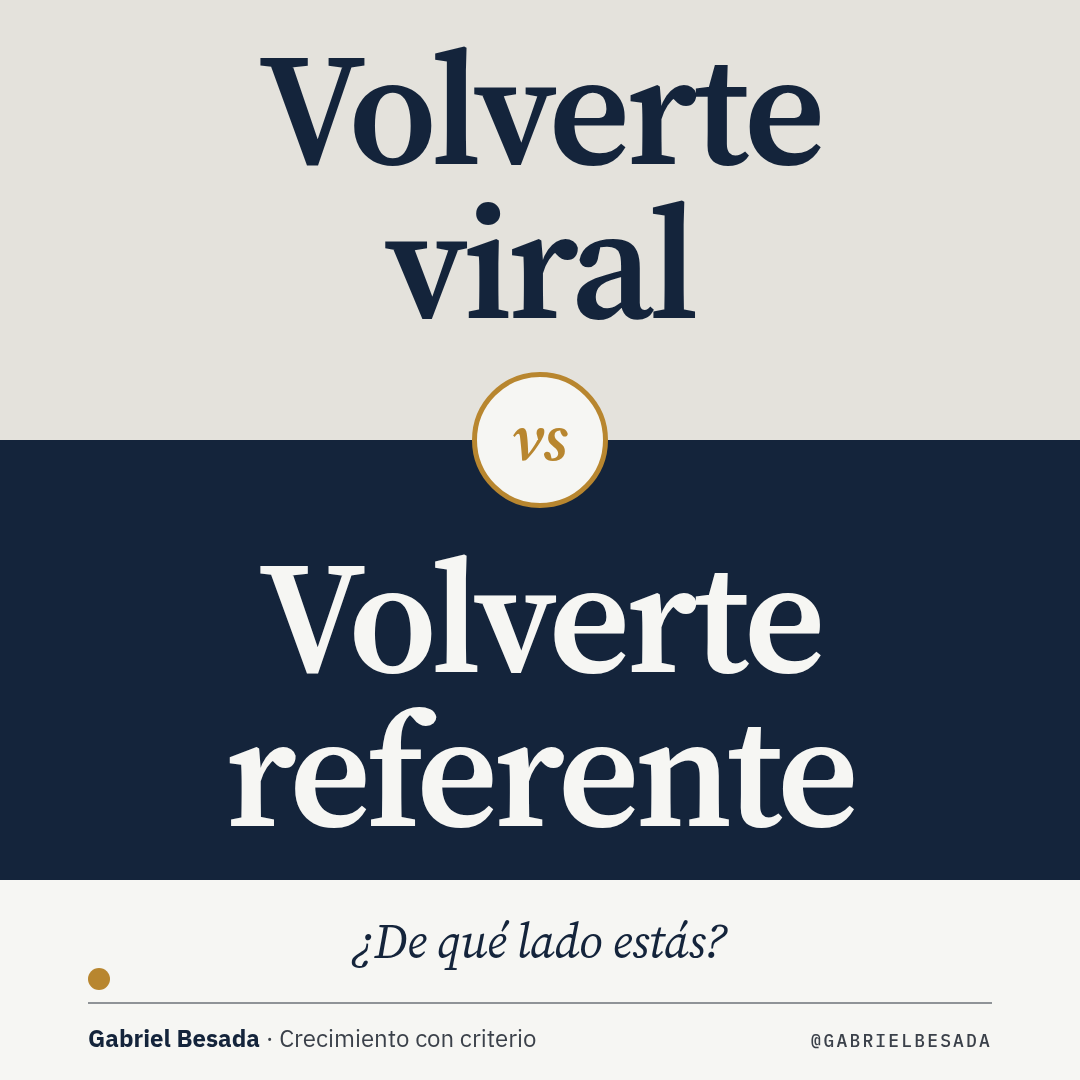 Volverte
viral
vs
Volverte
referente
¿De qué lado estás?
Gabriel Besada · Crecimiento con criterio
@GABRIELBESADA